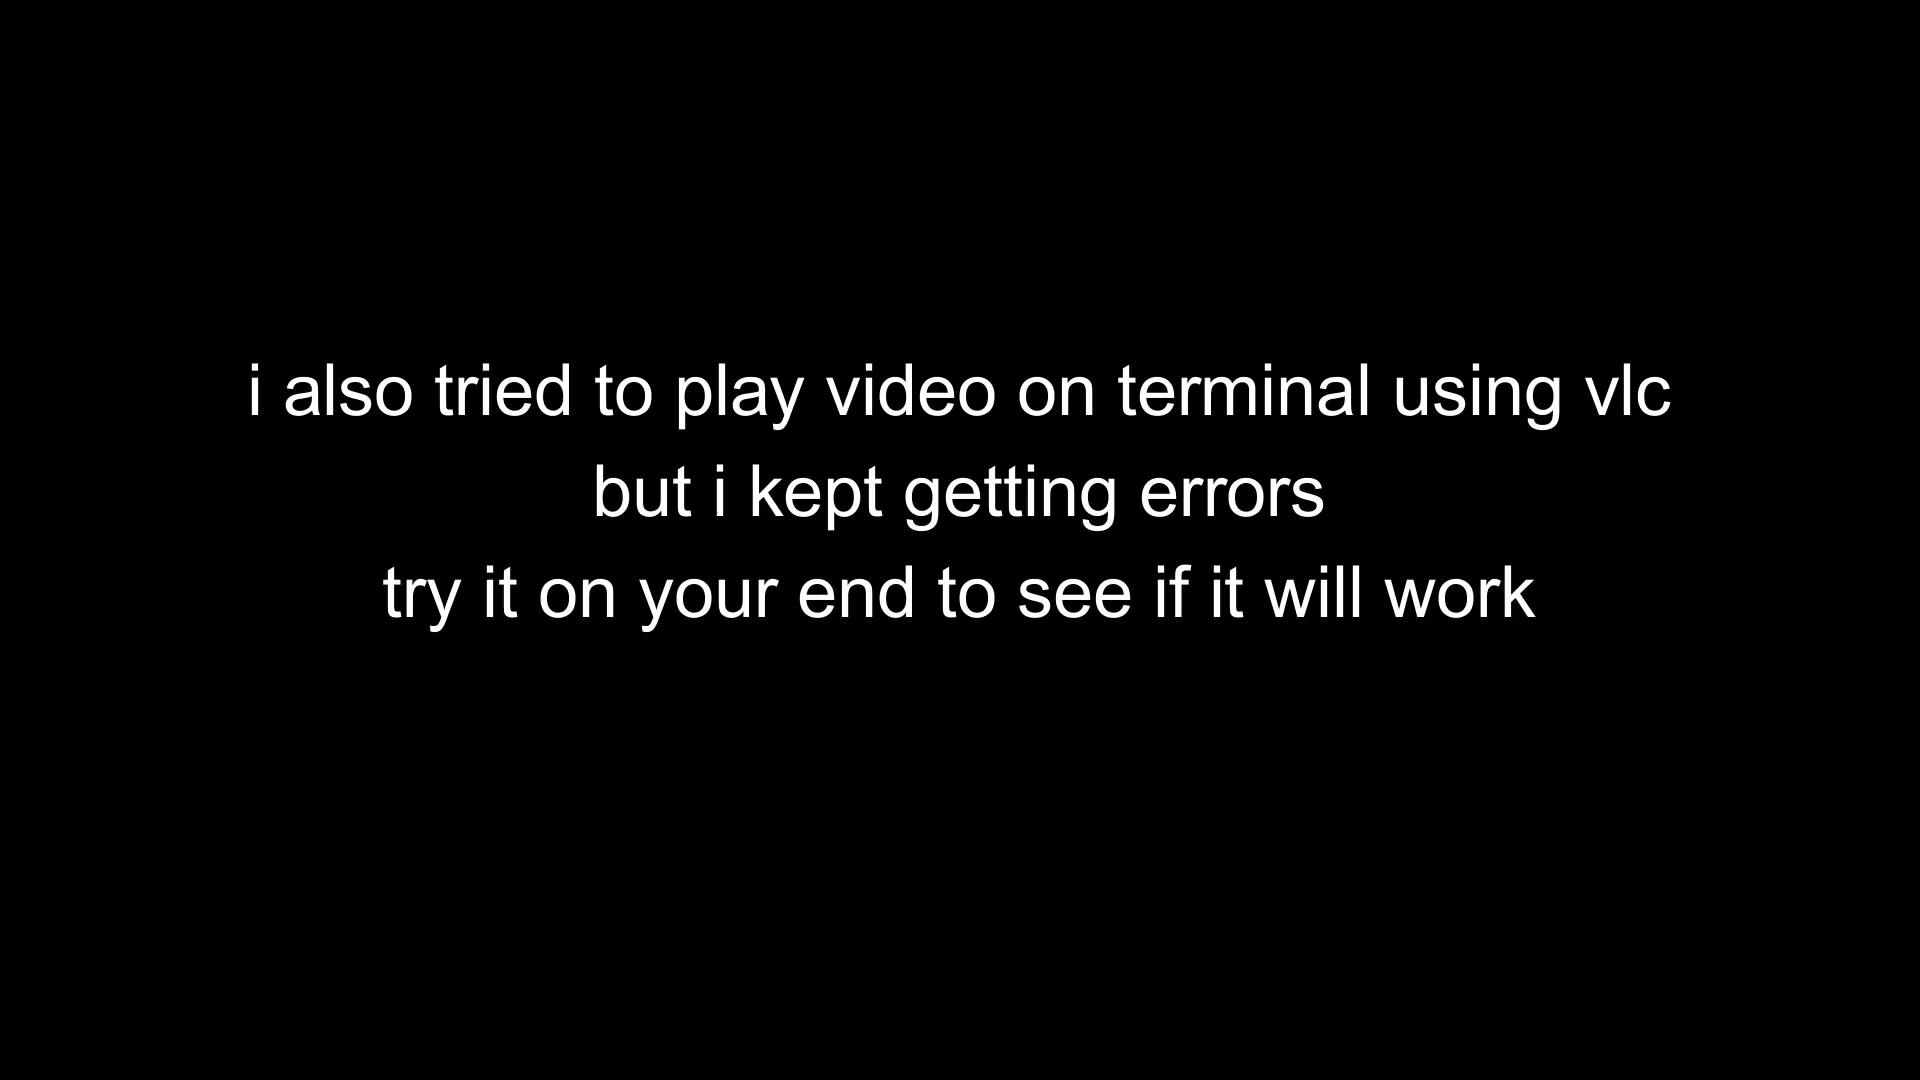 i also tried to play video on terminal using vlc
but i kept getting errors
try it on your end to see if it will work